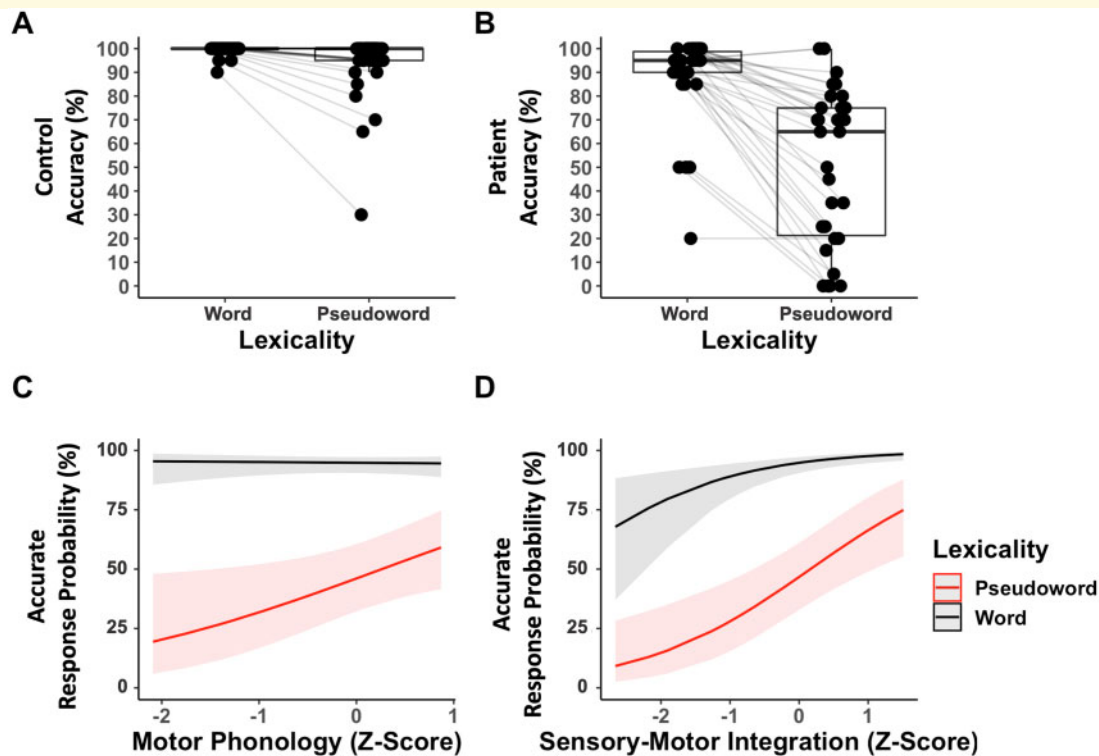 A
Control
Accuracy (%)
100
90
80
70
60
50
40
30
20
10
0
Word
Pseudoword
Lexicality
B
Patient
Accuracy (%)
100
90
80
70
60
50
40
30
20
10
0
Word
Pseudoword
Lexicality
C
Accurate
Response Probability (%)
100
75
50
25
0
-2
-1
0
1
Motor Phonology (Z-Score)
D
Accurate
Response Probability (%)
100
75
50
25
0
-2
-1
0
1
Sensory-Motor Integration (Z-Score)
Lexicality
Pseudoword
Word